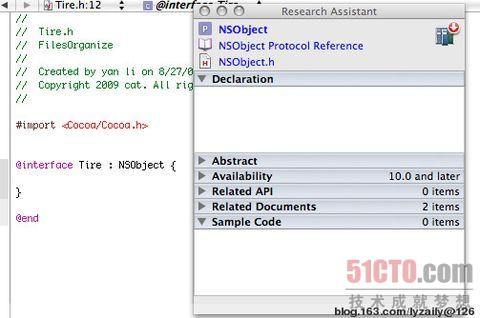 Tire.h:12
@interface Tire
//
// Tire.h
// FilesOrganize
//
// Created by yan li on 8/27/0
// Copyright 2009 cat. All rig
//
#import <Cocoa/Cocoa.h>
@interface Tire : NSObject {
}
@end
Research Assistant
NSObject
NSObject Protocol Reference
NSObject.h
Declaration
Abstract
Availability 10.0 and later
Related API 0 items
Related Documents 2 items
Sample Code 0 items
51CTO.com
技术成就梦想
blog.163.com/lyzaily@126